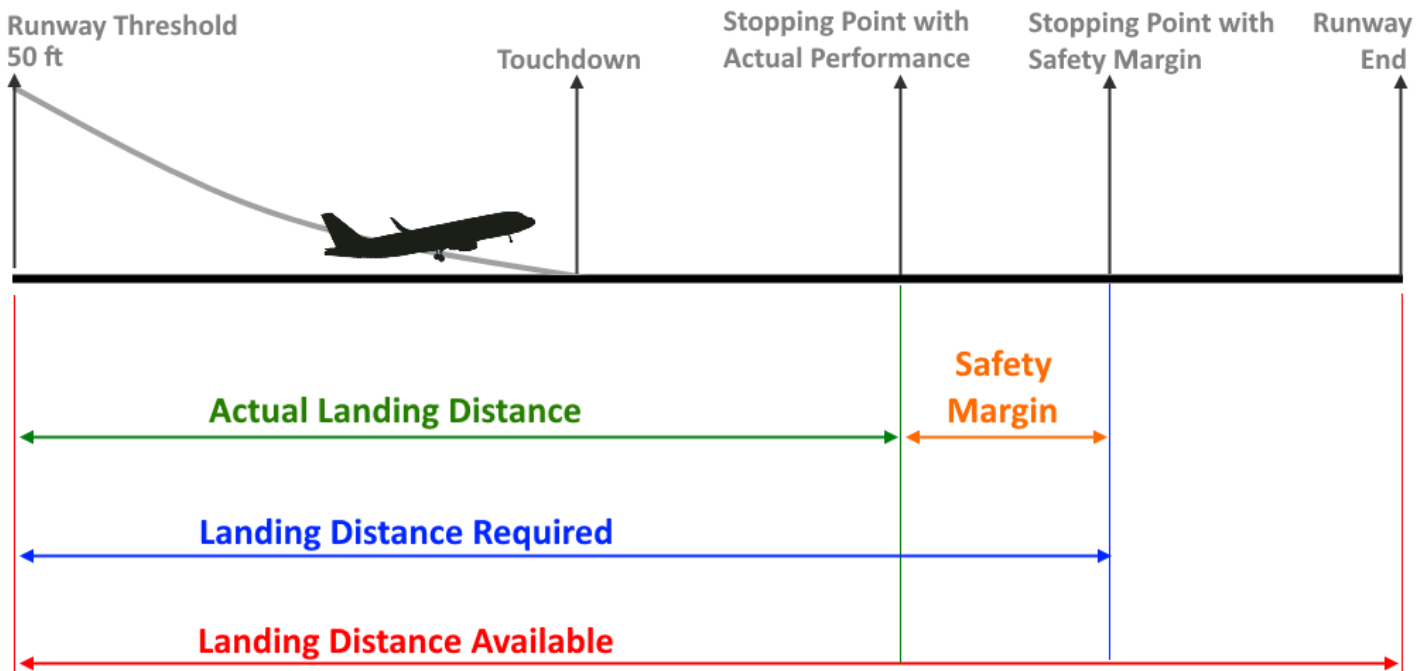 Runway Threshold
50 ft
Touchdown
Stopping Point with
Actual Performance
Stopping Point with
Safety Margin
Runway
End
Safety
Margin
Actual Landing Distance
Landing Distance Required
Landing Distance Available